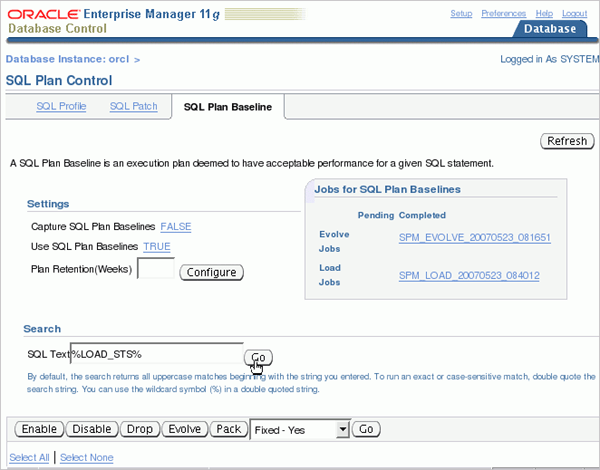 ORACLE Enterprise Manager 11g
Database Control
Setup Preferences Help Logout
Database
Database Instance: orcl >
Logged in As SYSTEM
SQL Plan Control
SQL Profile SQL Patch SQL Plan Baseline
Refresh
A SQL Plan Baseline is an execution plan deemed to have acceptable performance for a given SQL statement.
Settings
Capture SQL Plan Baselines FALSE
Use SQL Plan Baselines TRUE
Plan Retention(Weeks) Configure
Jobs for SQL Plan Baselines
Pending Completed
Evolve Jobs SPM_EVOLVE_20070523_081651
Load Jobs SPM_LOAD_20070523_084012
Search
SQL Text %LOAD_STS% Go
By default, the search returns all uppercase matches beginning with the string you entered. To run an exact or case-sensitive match, double quote the
search string. You can use the wildcard symbol (%) in a double quoted string.
Enable Disable Drop Evolve Pack Fixed - Yes Go
Select All | Select None